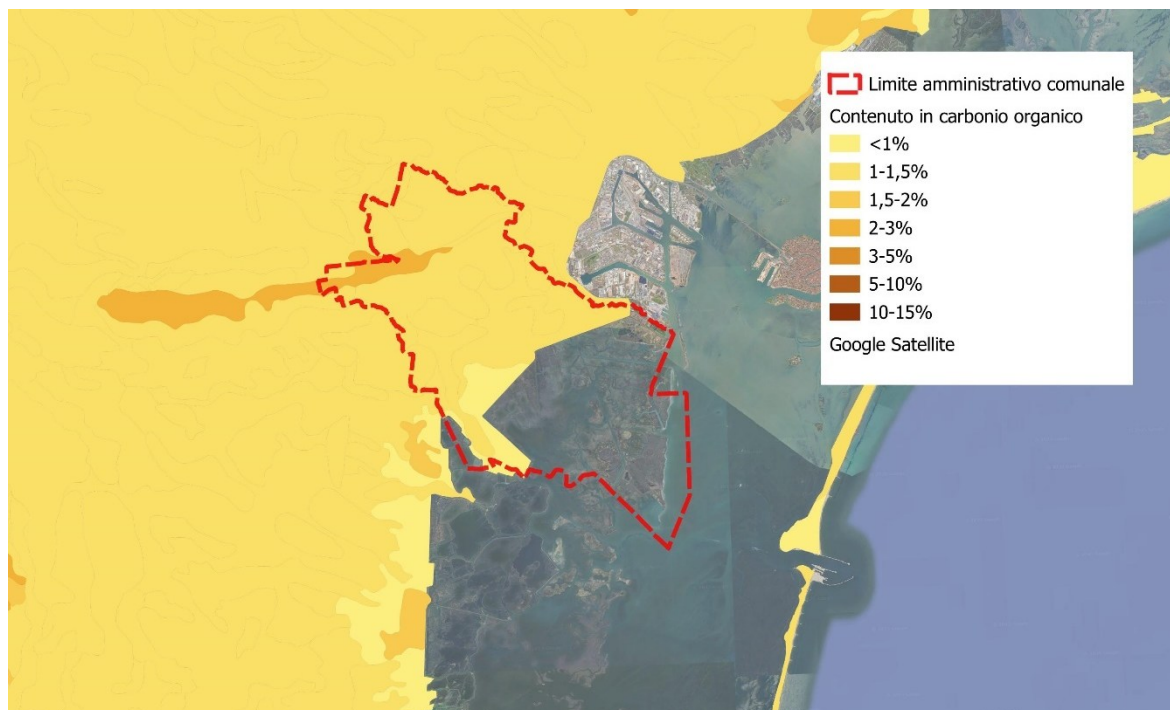 Limite amministrativo comunale
Contenuto in carbonio organico
<1%
1-1,5%
1,5-2%
2-3%
3-5%
5-10%
10-15%
Google Satellite